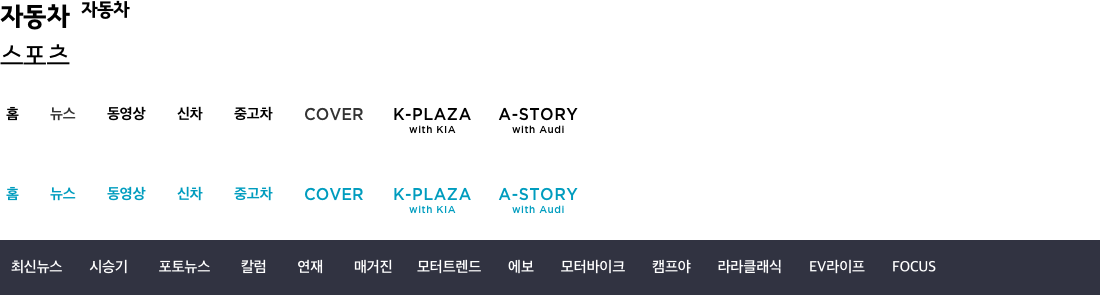 자동차 자동차
스포츠
홈 뉴스 동영상 신차 중고차 COVER K-PLAZA A-STORY
with KIA with Audi
홈 뉴스 동영상 신차 중고차 COVER K-PLAZA A-STORY
with KIA with Audi
최신뉴스 시승기 포토뉴스 칼럼 연재 매거진 모터트렌드 에보 모터바이크 캠프야 라라클래식 EV라이프 FOCUS